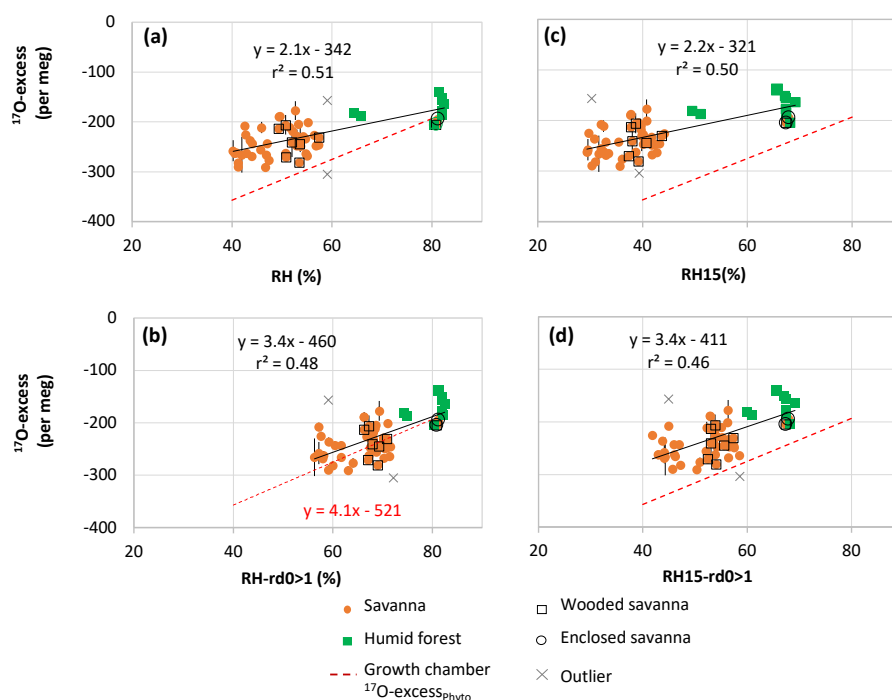 (a)
y = 2.1x - 342
r² = 0.51
0
-100
-200
-300
-400
¹⁷O-excess
(per meg)
20 40 60 80
RH (%)
(c)
y = 2.2x - 321
r² = 0.50
20 40 60 80
RH15(%)
(b)
y = 3.4x - 460
r² = 0.48
0
-100
-200
-300
-400
¹⁷O-excess
(per meg)
y = 4.1x - 521
20 40 60 80
RH-rd0>1 (%)
(d)
y = 3.4x - 411
r² = 0.46
20 40 60 80
RH15-rd0>1
Savanna
Humid forest
Growth chamber
¹⁷O-excessPhyto
Wooded savanna
Enclosed savanna
Outlier